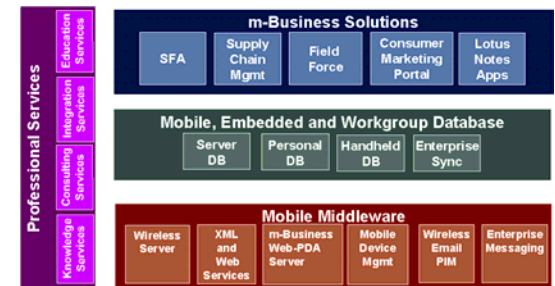 Professional Services
Education
Services
Integration
Services
Consulting
Services
Knowledge
Services
m-Business Solutions
SFA
Supply
Chain
Mgmt
Field
Force
Consumer
Marketing
Portal
Lotus
Notes
Apps
Mobile, Embedded and Workgroup Database
Server
DB
Personal
DB
Handheld
DB
Enterprise
Sync
Mobile Middleware
Wireless
Server
XML
and
Web
Services
m-Business
Web-PDA
Server
Mobile
Device
Mgmt
Wireless
Email
PIM
Enterprise
Messaging